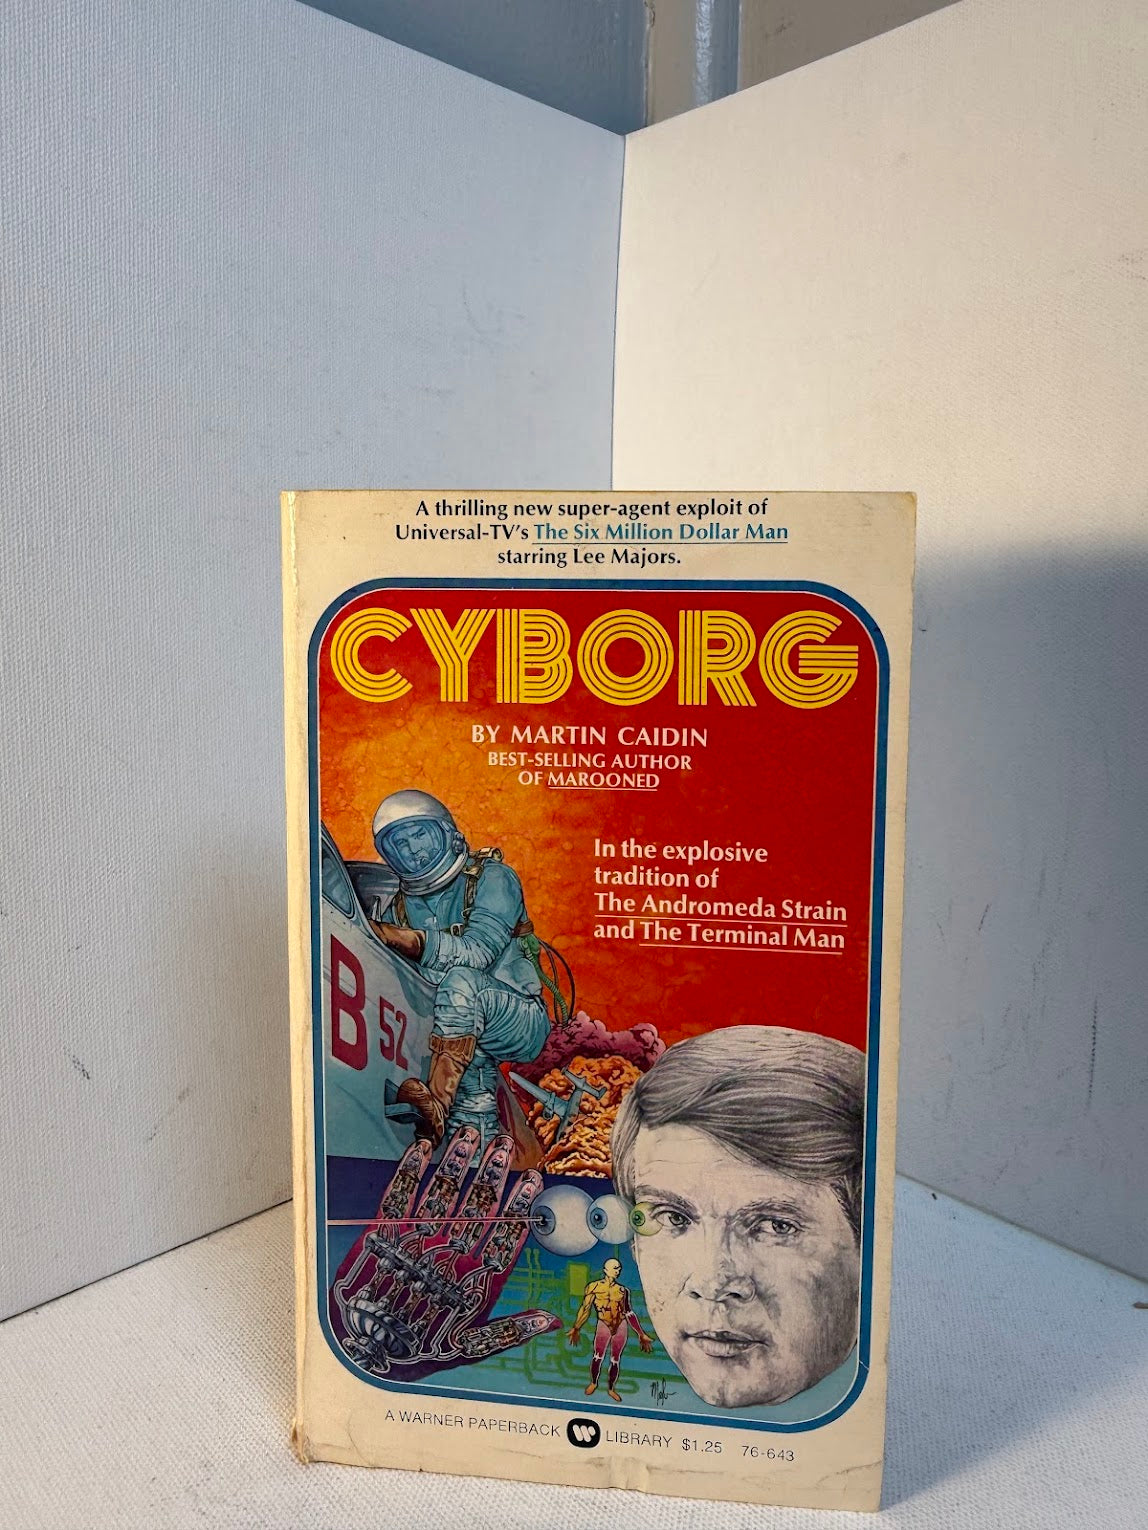 A thrilling new super-agent exploit of
Universal-TV's The Six Million Dollar Man
starring Lee Majors.
CYBORG
BY MARTIN CAIDIN
BEST-SELLING AUTHOR
OF MAROONED
In the explosive
tradition of
The Andromeda Strain
and The Terminal Man
B 52
A WARNER PAPERBACK LIBRARY $1.25 76-643